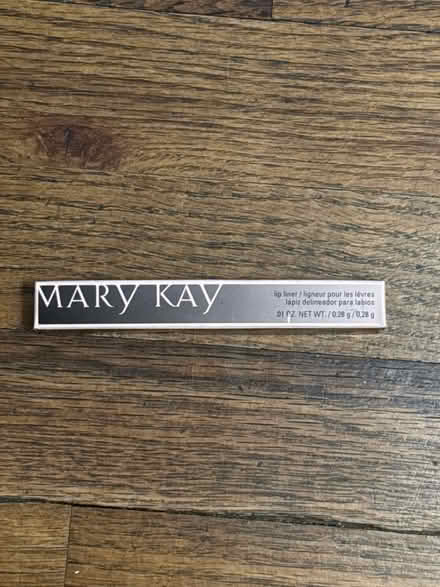 MARY KAY
lip liner / ligneur pour les lèvres
lápiz delineador para labios
.01 OZ. NET WT. / 0.28 g / 0,28 g